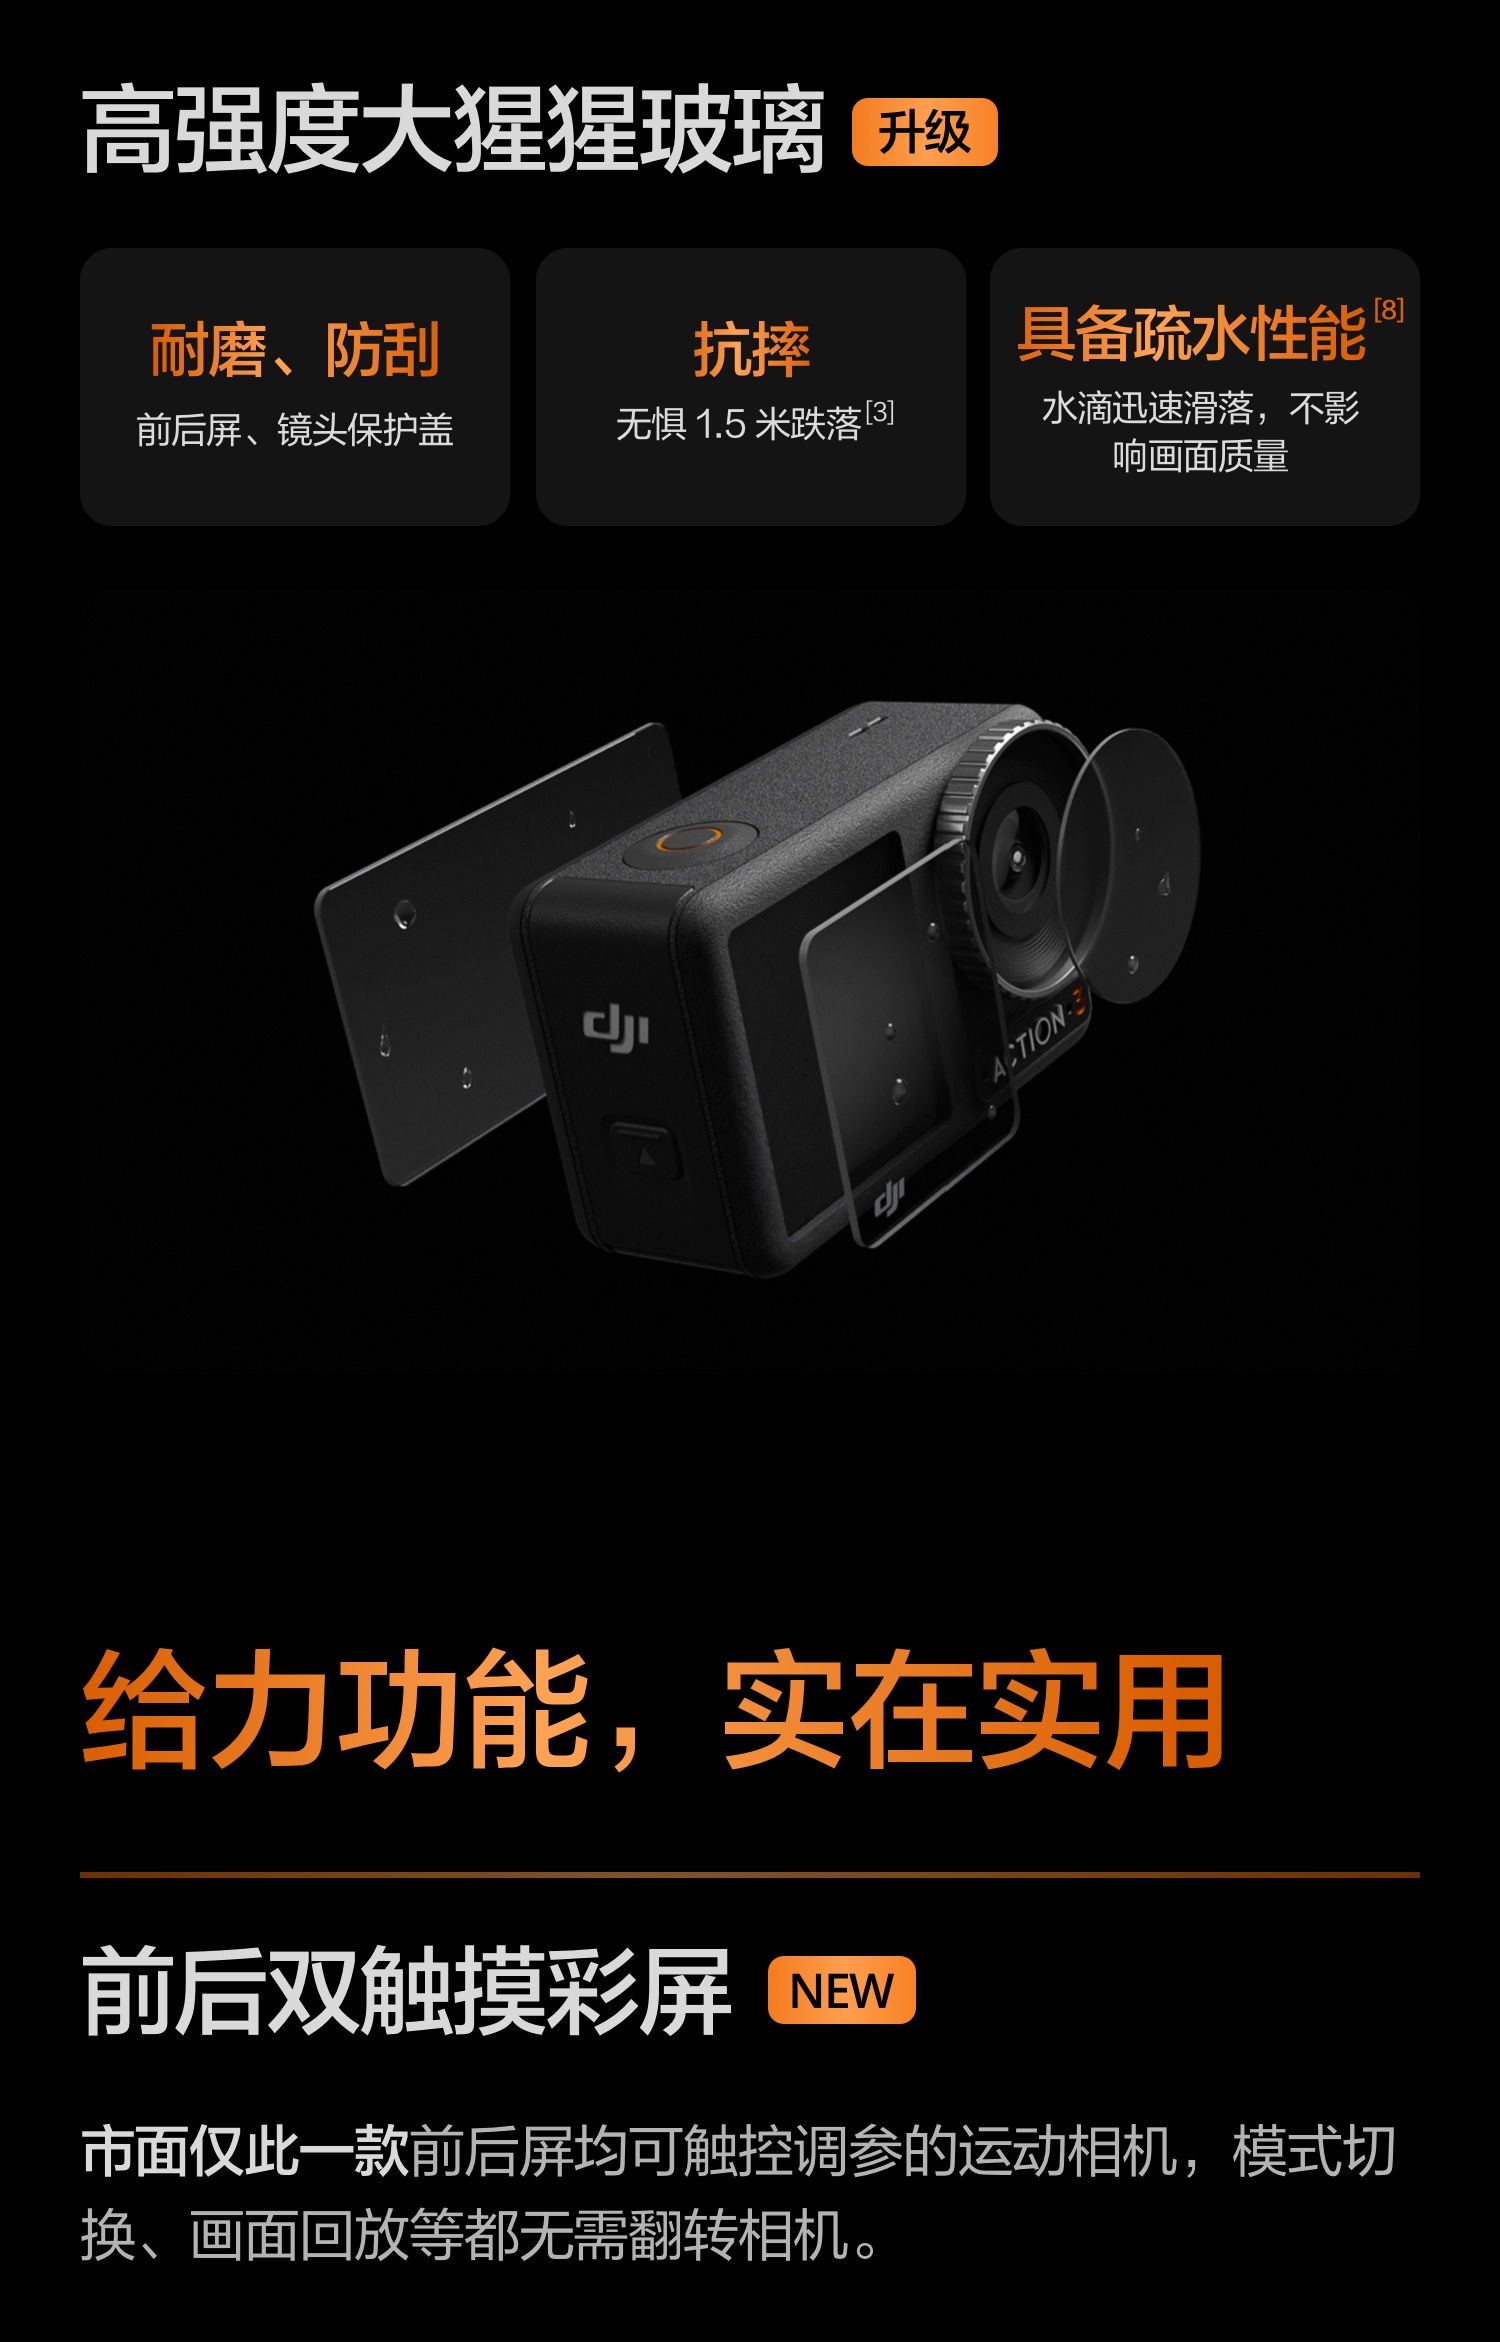 高强度大猩猩玻璃 升级
耐磨、防刮
前后屏、镜头保护盖
抗摔
无惧 1.5 米跌落[3]
具备疏水性能[8]
水滴迅速滑落，不影
响画面质量
dji
ACTION 3
dji
给力功能，实在实用
前后双触摸彩屏 NEW
市面仅此一款前后屏均可触控调参的运动相机，模式切
换、画面回放等都无需翻转相机。